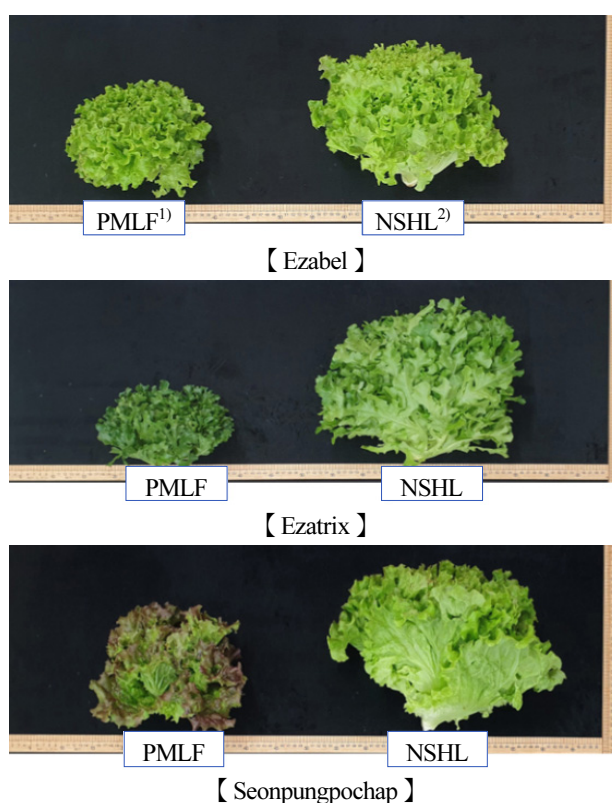 PMLF1) NSHL2)
【 Ezabel 】
PMLF NSHL
【 Ezatrix 】
PMLF NSHL
【 Seonpungpochap 】